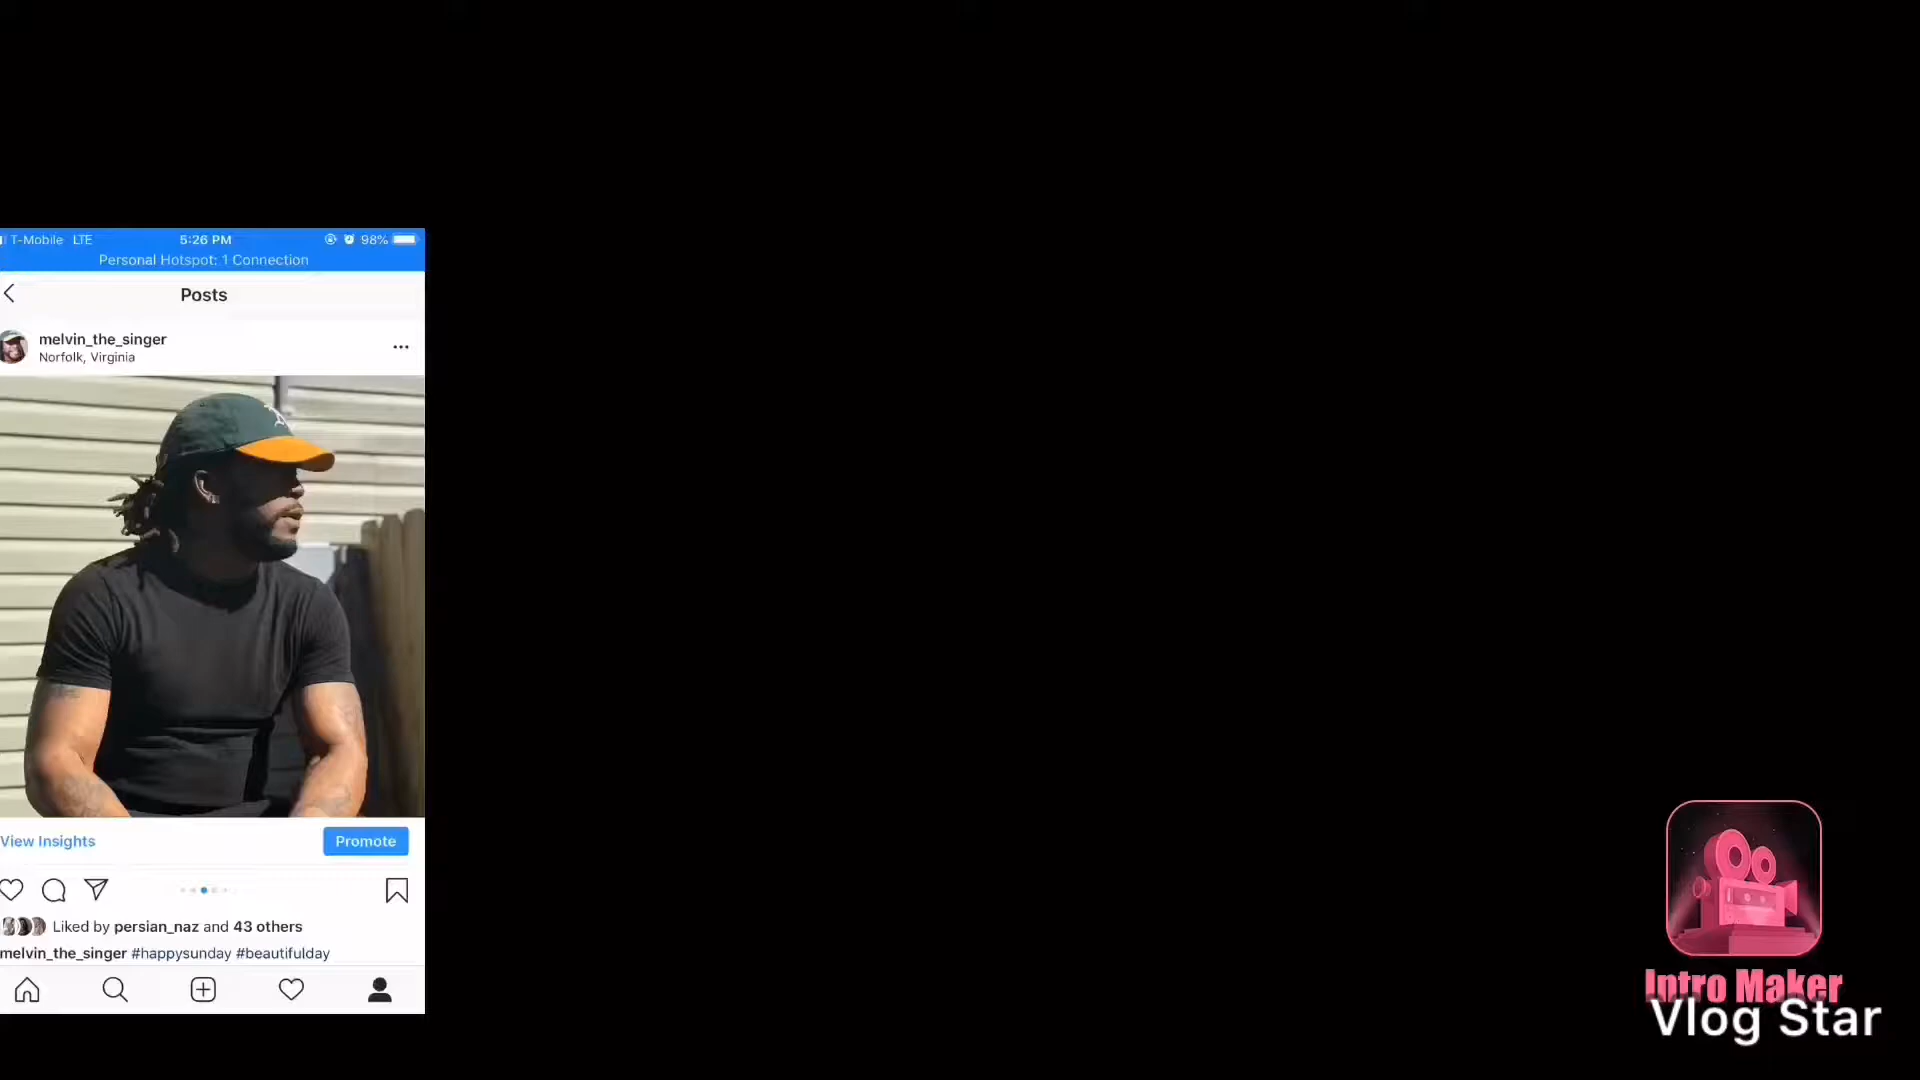 T-Mobile LTE 5:26 PM 98%
Personal Hotspot: 1 Connection
Posts
melvin_the_singer
Norfolk, Virginia
View Insights
Promote
Liked by persian_naz and 43 others
melvin_the_singer #happysunday #beautifulday
Intro Maker
Vlog Star